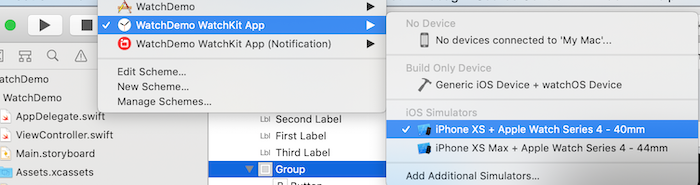 WatchDemo
WatchDemo WatchKit App
WatchDemo WatchKit App (Notification)
Edit Scheme...
New Scheme...
Manage Schemes...
No Device
No devices connected to 'My Mac'...
Build Only Device
Generic iOS Device + watchOS Device
iOS Simulators
iPhone XS + Apple Watch Series 4 - 40mm
iPhone XS Max + Apple Watch Series 4 - 44mm
Add Additional Simulators...
atchDemo
WatchDemo
AppDelegate.swift
ViewController.swift
Main.storyboard
Assets.xcassets
Lbl Second Label
Lbl First Label
Lbl Third Label
Group